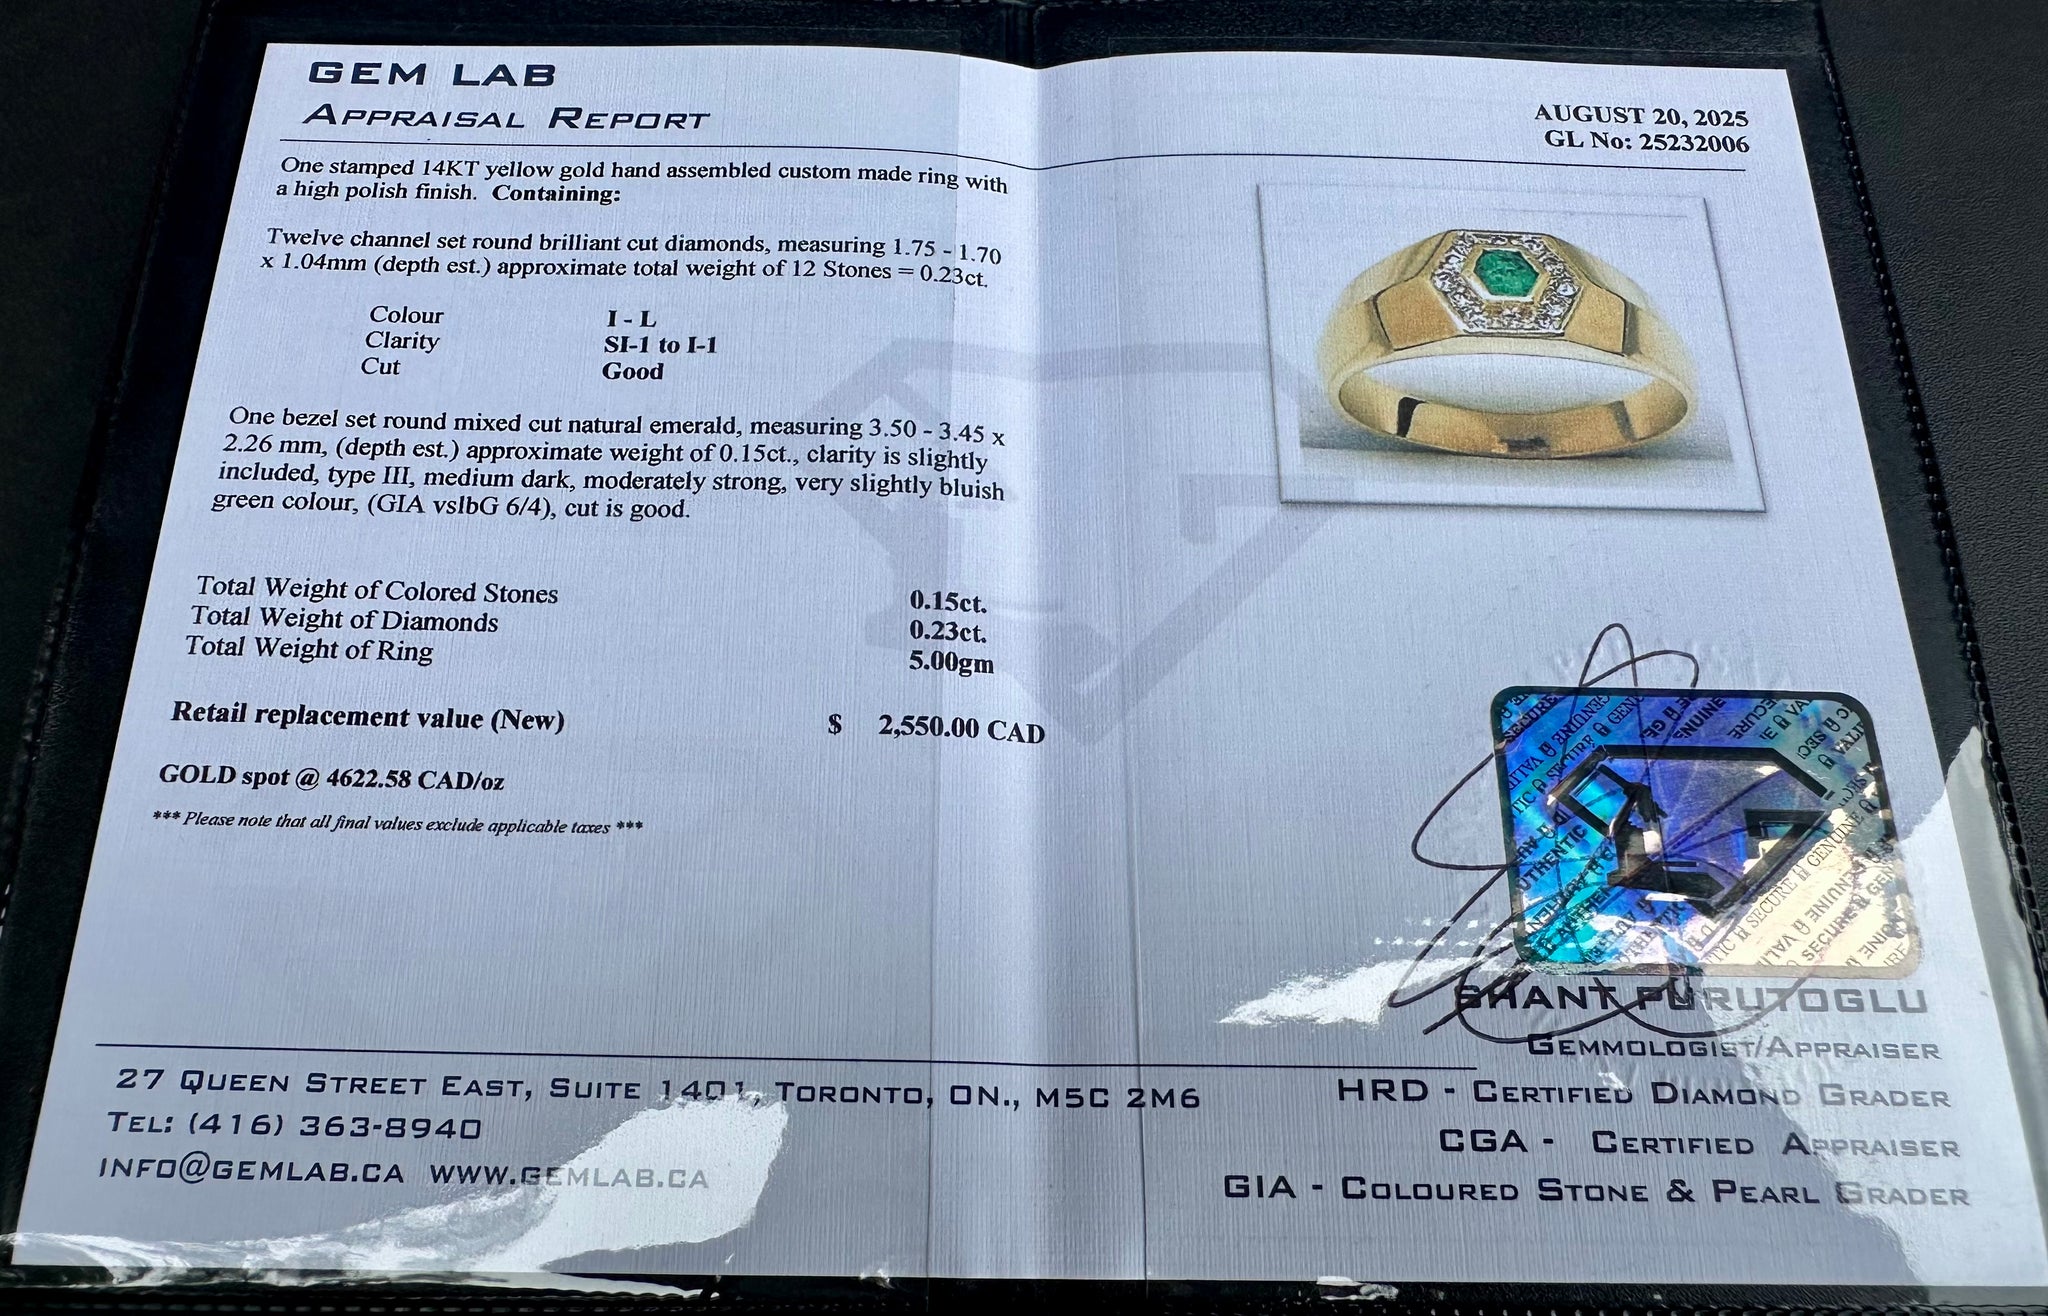 GEM LAB
APPRAISAL REPORT
AUGUST 20, 2025
GL No: 25232006
One stamped 14KT yellow gold hand assembled custom made ring with
a high polish finish. Containing:
Twelve channel set round brilliant cut diamonds, measuring 1.75 - 1.70
x 1.04mm (depth est.) approximate total weight of 12 Stones = 0.23ct.
Colour I - L
Clarity SI-1 to I-1
Cut Good
One bezel set round mixed cut natural emerald, measuring 3.50 - 3.45 x
2.26 mm, (depth est.) approximate weight of 0.15ct., clarity is slightly
included, type III, medium dark, moderately strong, very slightly bluish
green colour, (GIA vslbG 6/4), cut is good.
Total Weight of Colored Stones 0.15ct.
Total Weight of Diamonds 0.23ct.
Total Weight of Ring 5.00gm
Retail replacement value (New) $ 2,550.00 CAD
GOLD spot @ 4622.58 CAD/oz
*** Please note that all final values exclude applicable taxes ***
SHANT PURUTOGLU
GEMMOLOGIST/APPRAISER
HRD - CERTIFIED DIAMOND GRADER
CGA - CERTIFIED APPRAISER
GIA - COLOURED STONE & PEARL GRADER
27 QUEEN STREET EAST, SUITE 1401, TORONTO, ON., M5C 2M6
TEL: (416) 363-8940
INFO@GEMLAB.CA WWW.GEMLAB.CA